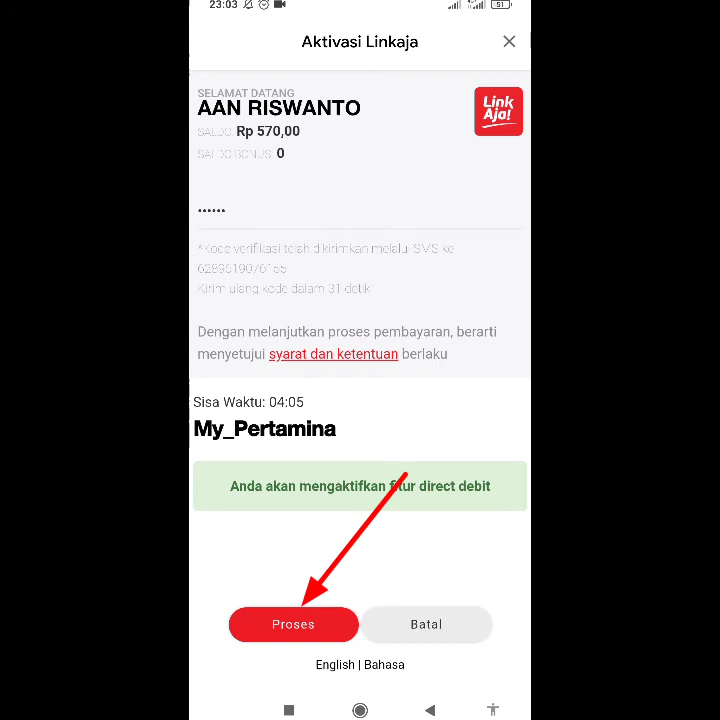 23:03
51
Aktivasi Linkaja
SELAMAT DATANG
AAN RISWANTO
SALDO: Rp 570,00
SALDO BONUS: 0
Link
Aja!
••••••
*Kode verifikasi telah dikirimkan melalui SMS ke
6289619076155
Kirim ulang kode dalam 31 detik
Dengan melanjutkan proses pembayaran, berarti
menyetujui syarat dan ketentuan berlaku
Sisa Waktu: 04:05
My_Pertamina
Anda akan mengaktifkan fitur direct debit
Proses
Batal
English | Bahasa